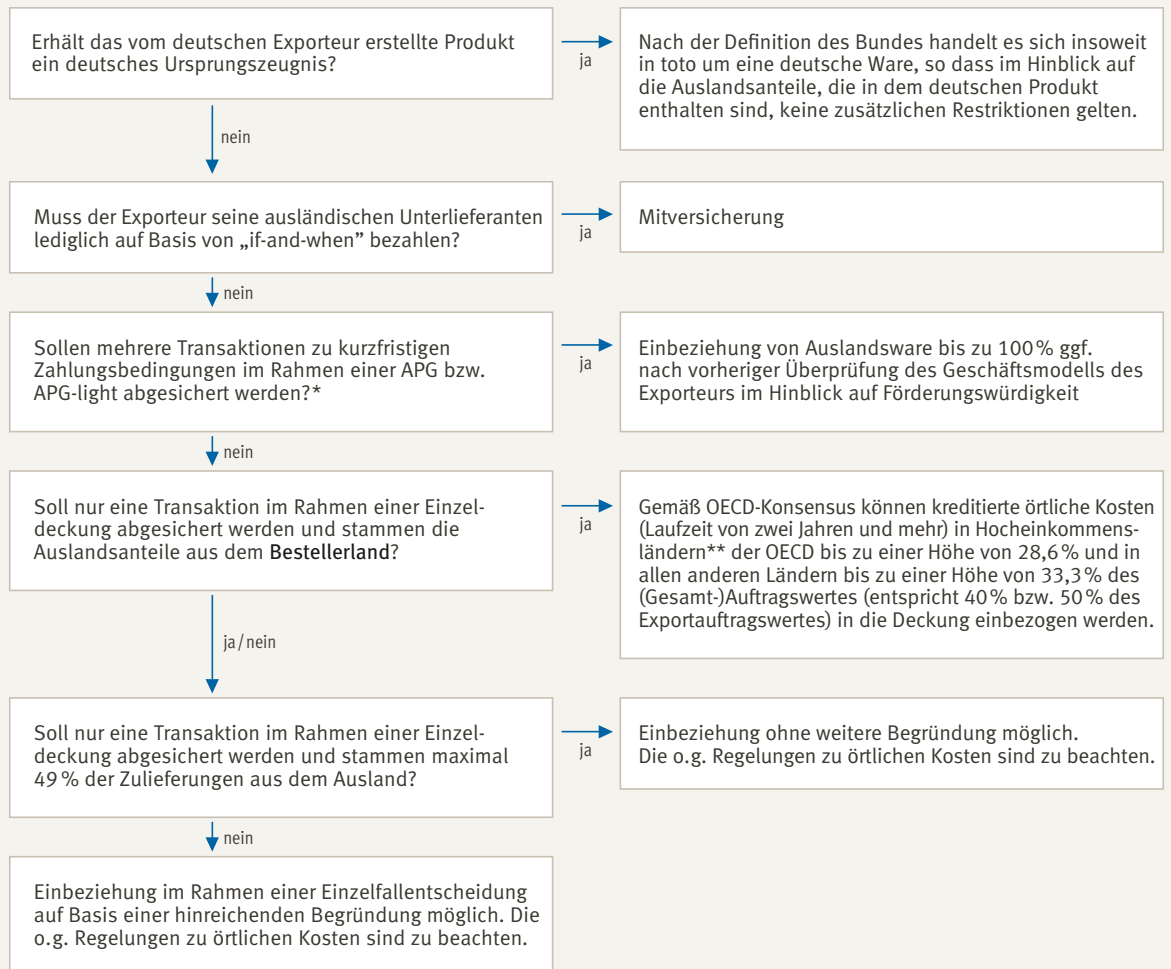 Erhält das vom deutschen Exporteur erstellte Produkt
ein deutsches Ursprungszeugnis?
ja
Nach der Definition des Bundes handelt es sich insoweit
in toto um eine deutsche Ware, so dass im Hinblick auf
die Auslandsanteile, die in dem deutschen Produkt
enthalten sind, keine zusätzlichen Restriktionen gelten.
nein
Muss der Exporteur seine ausländischen Unterlieferanten
lediglich auf Basis von „if-and-when” bezahlen?
ja
Mitversicherung
nein
Sollen mehrere Transaktionen zu kurzfristigen
Zahlungsbedingungen im Rahmen einer APG bzw.
APG-light abgesichert werden?*
ja
Einbeziehung von Auslandsware bis zu 100% ggf.
nach vorheriger Überprüfung des Geschäftsmodells des
Exporteurs im Hinblick auf Förderungswürdigkeit
nein
Soll nur eine Transaktion im Rahmen einer Einzel-
deckung abgesichert werden und stammen die
Auslandsanteile aus dem Bestellerland?
ja
Gemäß OECD-Konsensus können kreditierte örtliche Kosten
(Laufzeit von zwei Jahren und mehr) in Hocheinkommens-
ländern** der OECD bis zu einer Höhe von 28,6% und in
allen anderen Ländern bis zu einer Höhe von 33,3% des
(Gesamt-)Auftragswertes (entspricht 40% bzw. 50% des
Exportauftragswertes) in die Deckung einbezogen werden.
ja/nein
Soll nur eine Transaktion im Rahmen einer Einzel-
deckung abgesichert werden und stammen maximal
49% der Zulieferungen aus dem Ausland?
ja
Einbeziehung ohne weitere Begründung möglich.
Die o.g. Regelungen zu örtlichen Kosten sind zu beachten.
nein
Einbeziehung im Rahmen einer Einzelfallentscheidung
auf Basis einer hinreichenden Begründung möglich. Die
o.g. Regelungen zu örtlichen Kosten sind zu beachten.